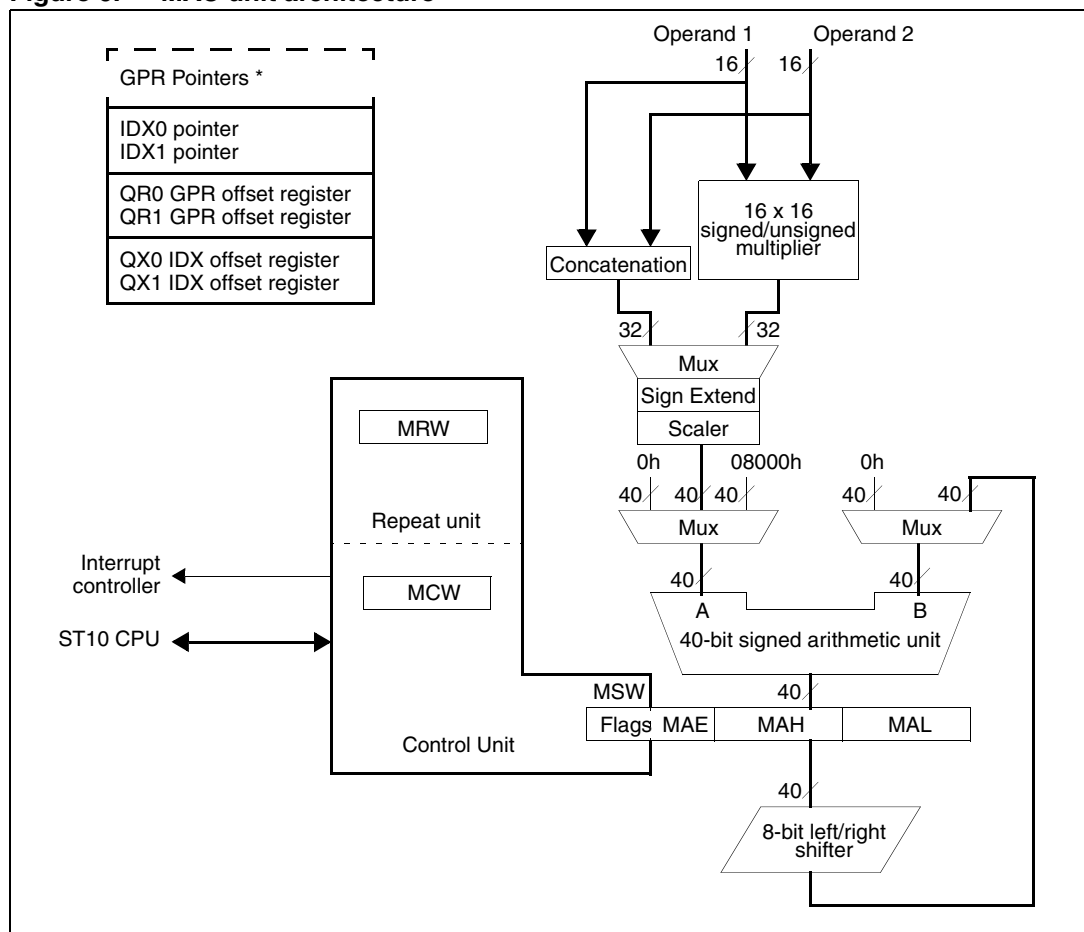 Figure MAC unit architecture
Operand 1 Operand 2
16 16
GPR Pointers *
IDX0 pointer
IDX1 pointer
QR0 GPR offset register
QR1 GPR offset register
QX0 IDX offset register
QX1 IDX offset register
16 x 16
signed/unsigned
multiplier
Concatenation
32 32
Mux
Sign Extend
Scaler
MRW
0h 08000h 0h
40 40 40 40 40
Repeat unit
Mux Mux
Interrupt
controller
MCW
40 40
A B
ST10 CPU
40-bit signed arithmetic unit
MSW 40
Flags MAE MAH MAL
Control Unit
40
8-bit left/right
shifter